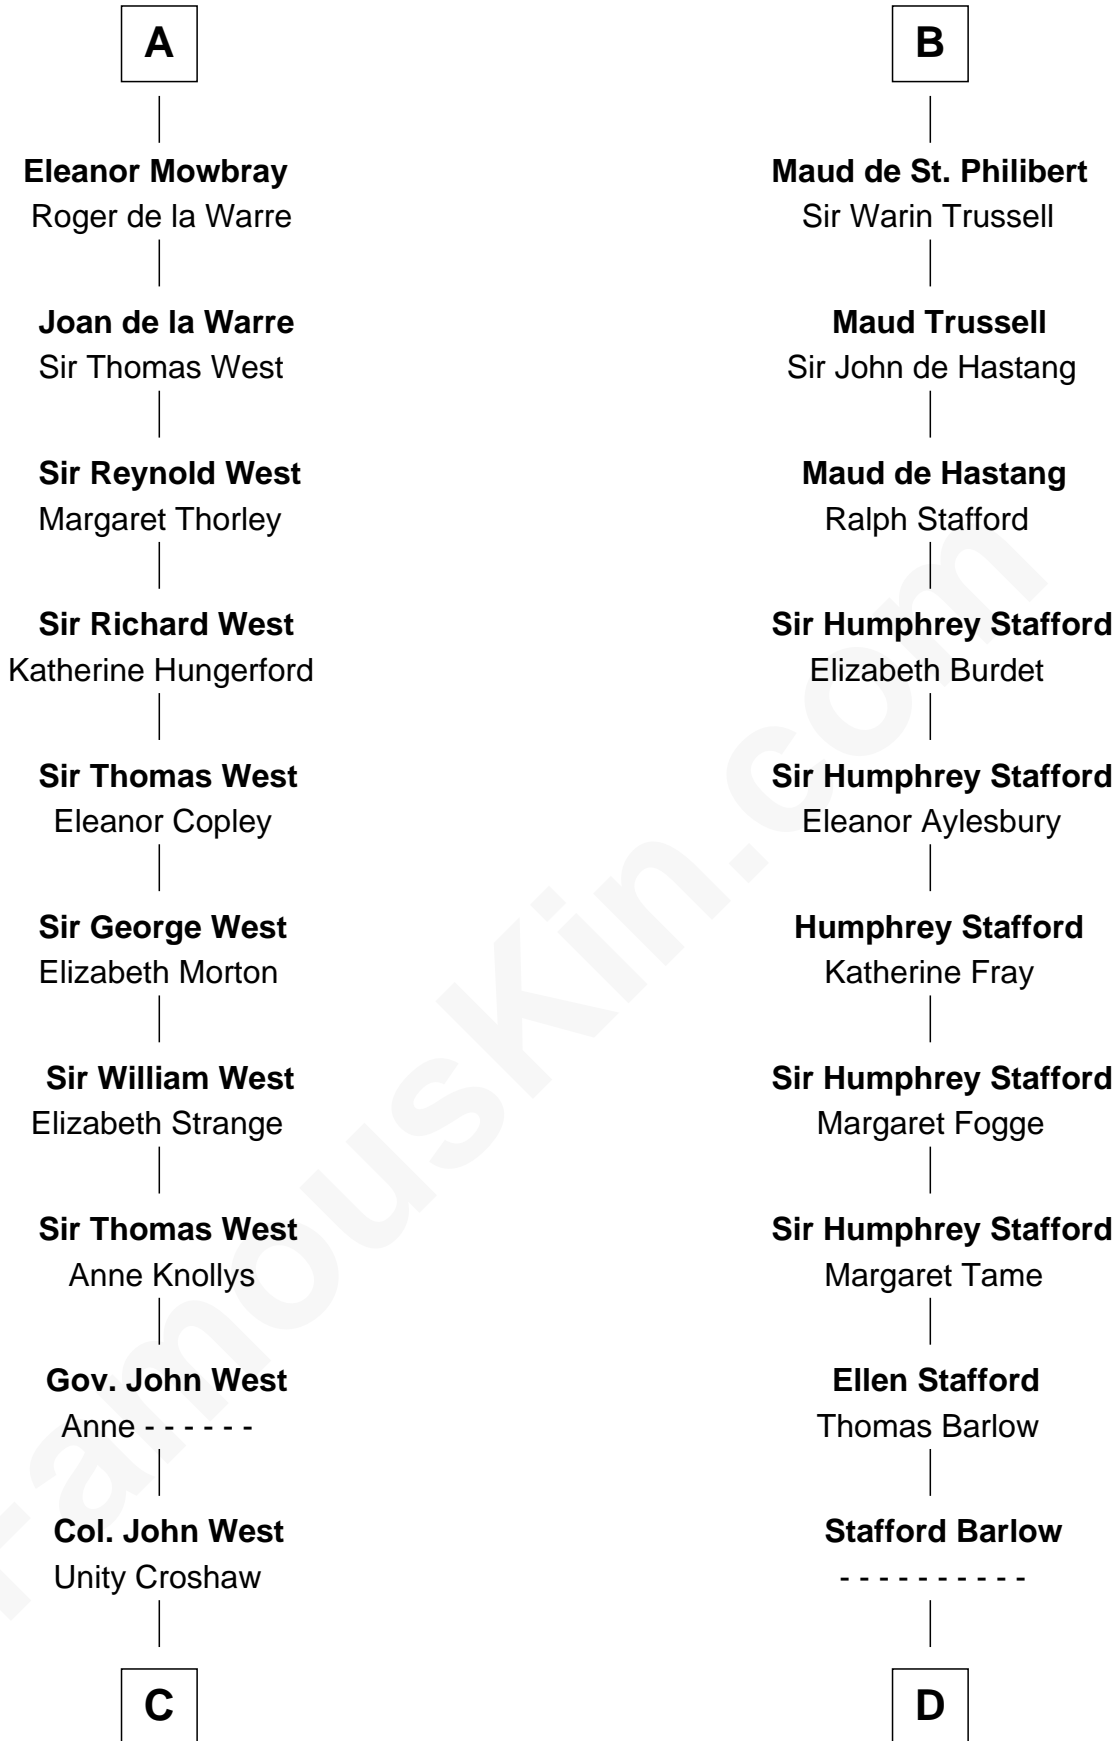 A
Eleanor Mowbray
Roger de la Warre
Joan de la Warre
Sir Thomas West
Sir Reynold West
Margaret Thorley
Sir Richard West
Katherine Hungerford
Sir Thomas West
Eleanor Copley
Sir George West
Elizabeth Morton
Sir William West
Elizabeth Strange
Sir Thomas West
Anne Knollys
Gov. John West
Anne - - - - - -
Col. John West
Unity Croshaw
C
B
Maud de St. Philibert
Sir Warin Trussell
Maud Trussell
Sir John de Hastang
Maud de Hastang
Ralph Stafford
Sir Humphrey Stafford
Elizabeth Burdet
Sir Humphrey Stafford
Eleanor Aylesbury
Humphrey Stafford
Katherine Fray
Sir Humphrey Stafford
Margaret Fogge
Sir Humphrey Stafford
Margaret Tame
Ellen Stafford
Thomas Barlow
Stafford Barlow
- - - - - - - - - -
D
FamousKin.com